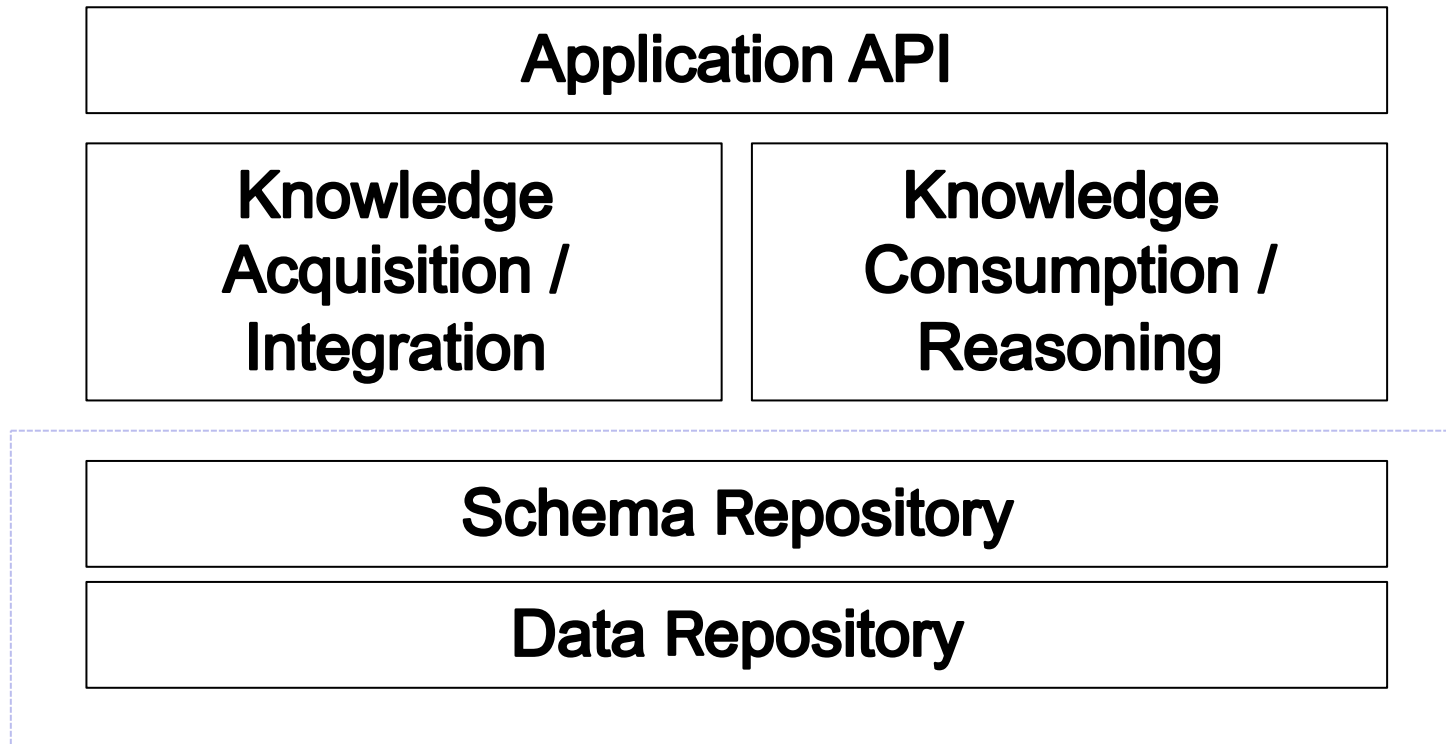 Application API
Knowledge
Acquisition /
Integration
Knowledge
Consumption /
Reasoning
Schema Repository
Data Repository